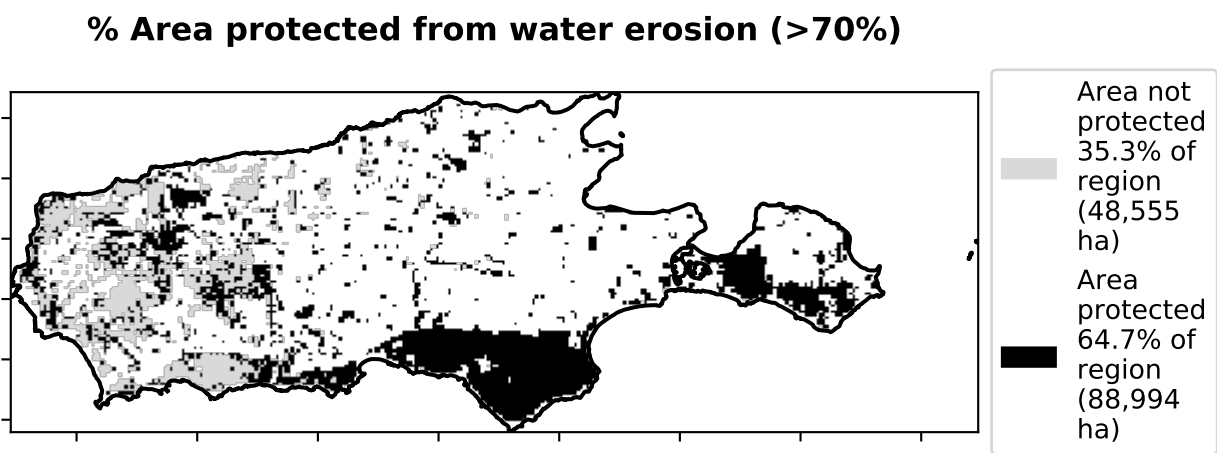 % Area protected from water erosion (>70%)
Area not
protected
35.3% of
region
(48,555
ha)
Area
protected
64.7% of
region
(88,994
ha)